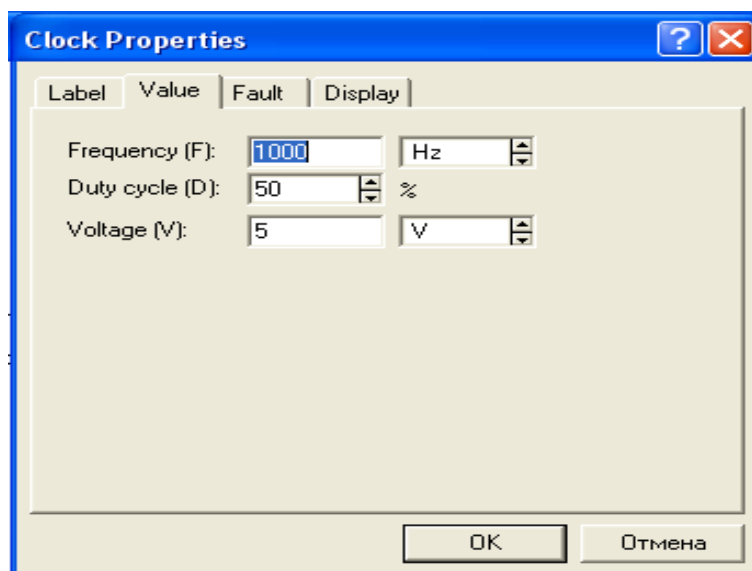 Clock Properties
Label Value Fault Display
Frequency (F): 1000 Hz
Duty cycle (D): 50 %
Voltage (V): 5 V
OK Отмена